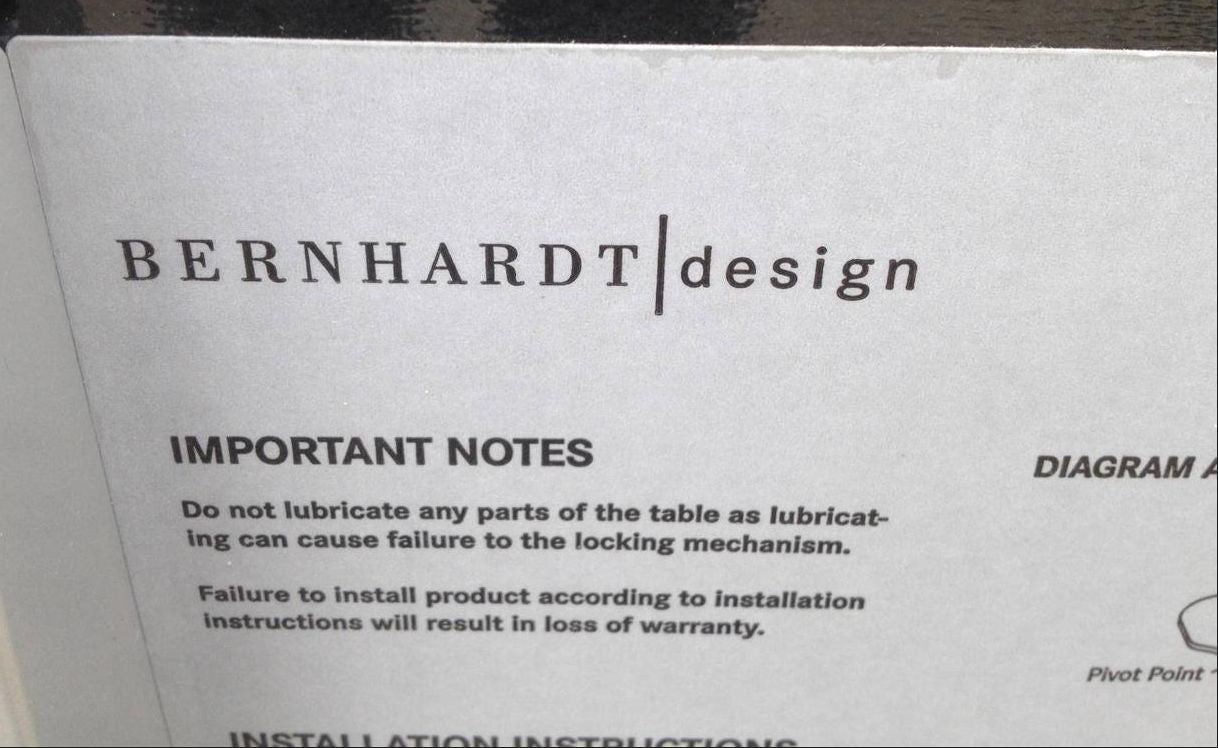 BERNHARDT|design
IMPORTANT NOTES
Do not lubricate any parts of the table as lubricat-
ing can cause failure to the locking mechanism.
Failure to install product according to installation
instructions will result in loss of warranty.
INSTALLATION INSTRUCTIONS
DIAGRAM A
Pivot Point